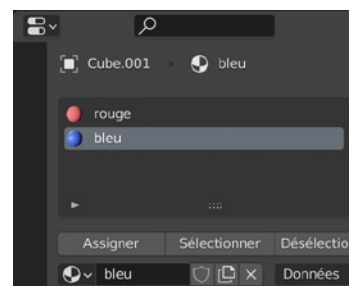 Cube.001 bleu
rouge
bleu
Assigner Sélectionner Désélectio
bleu Données